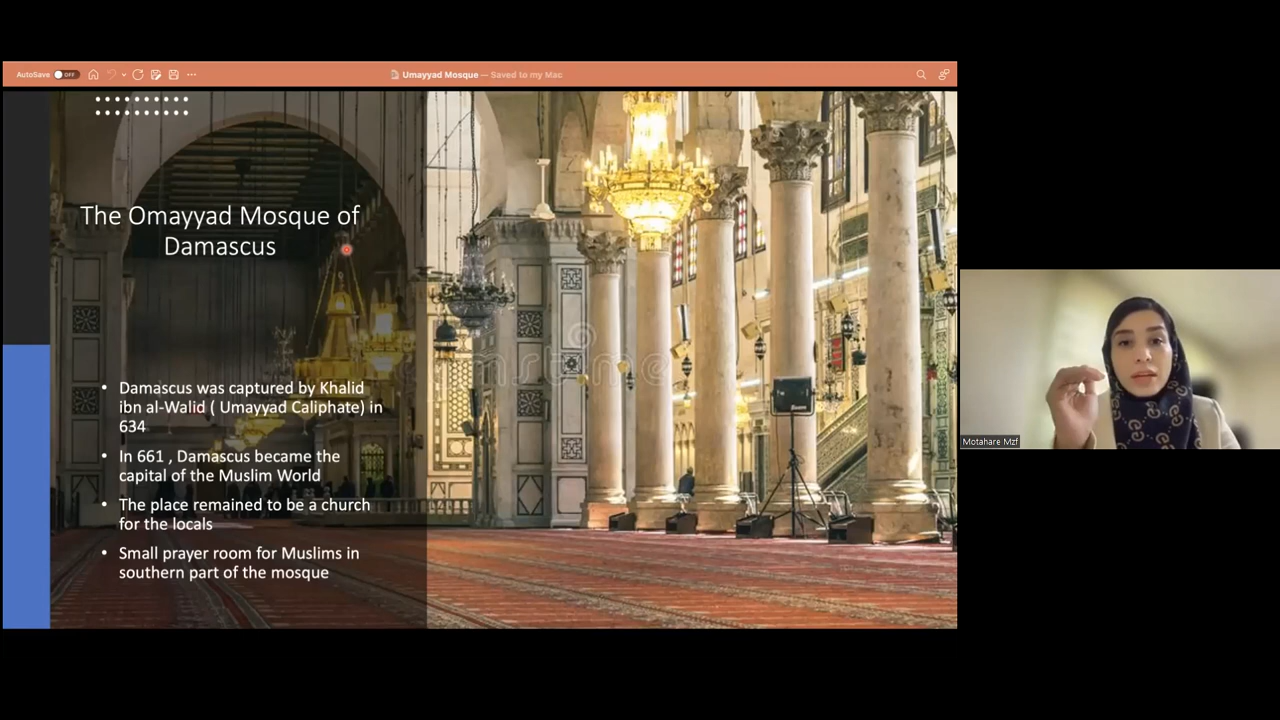 AutoSave OFF
Umayyad Mosque — Saved to my Mac
The Omayyad Mosque of
Damascus
• Damascus was captured by Khalid
ibn al-Walid ( Umayyad Caliphate) in
634
• In 661 , Damascus became the
capital of the Muslim World
• The place remained to be a church
for the locals
• Small prayer room for Muslims in
southern part of the mosque
Motahare Mzf